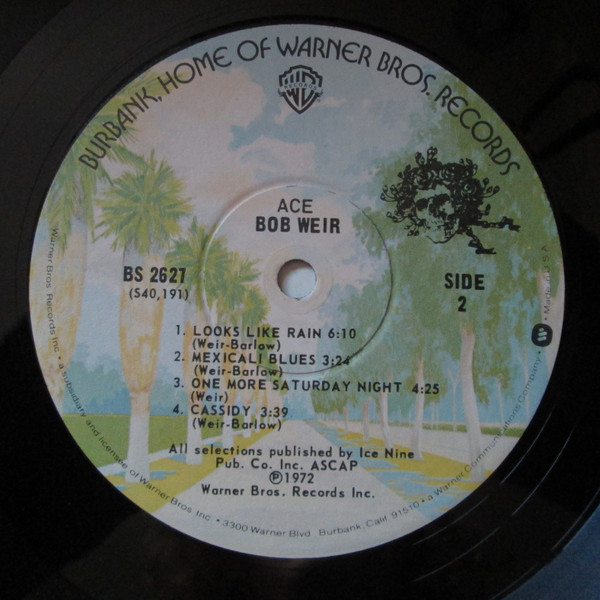 BURBANK, HOME OF WARNER BROS. RECORDS
RECORDS
ACE
BOB WEIR
BS 2627
(S40,191)
SIDE
2
1. LOOKS LIKE RAIN 6:10
(Weir-Barlow)
2. MEXICALI BLUES 3:24
(Weir-Barlow)
3. ONE MORE SATURDAY NIGHT 4:25
(Weir)
4. CASSIDY 3:39
(Weir-Barlow)
All selections published by Ice Nine
Pub. Co. Inc. ASCAP
℗1972
Warner Bros. Records Inc.
Warner Bros. Records Inc. • a subsidiary and licensee of Warner Bros. Inc. • 3300 Warner Blvd. Burbank, Calif. 91510 • a Warner Communications Company • Made in U.S.A.